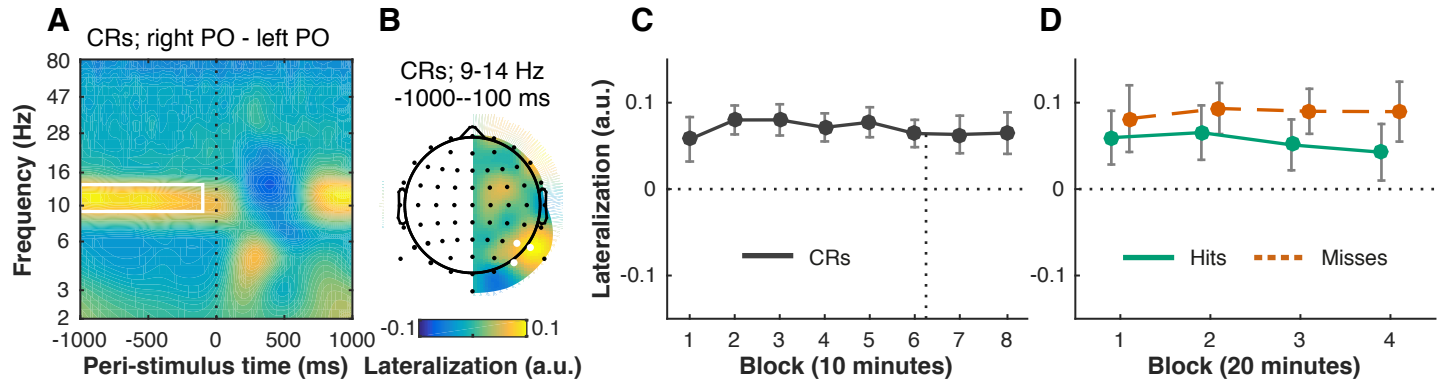 A
CRs; right PO - left PO
80
47
28
16
10
6
3
2
Frequency (Hz)
-1000 -500 0 500 1000
Peri-stimulus time (ms)
B
CRs; 9-14 Hz
-1000--100 ms
-0.1 0.1
Lateralization (a.u.)
C
Lateralization (a.u.)
0.1
0
-0.1
CRs
1 2 3 4 5 6 7 8
Block (10 minutes)
D
0.1
0
-0.1
Hits Misses
1 2 3 4
Block (20 minutes)